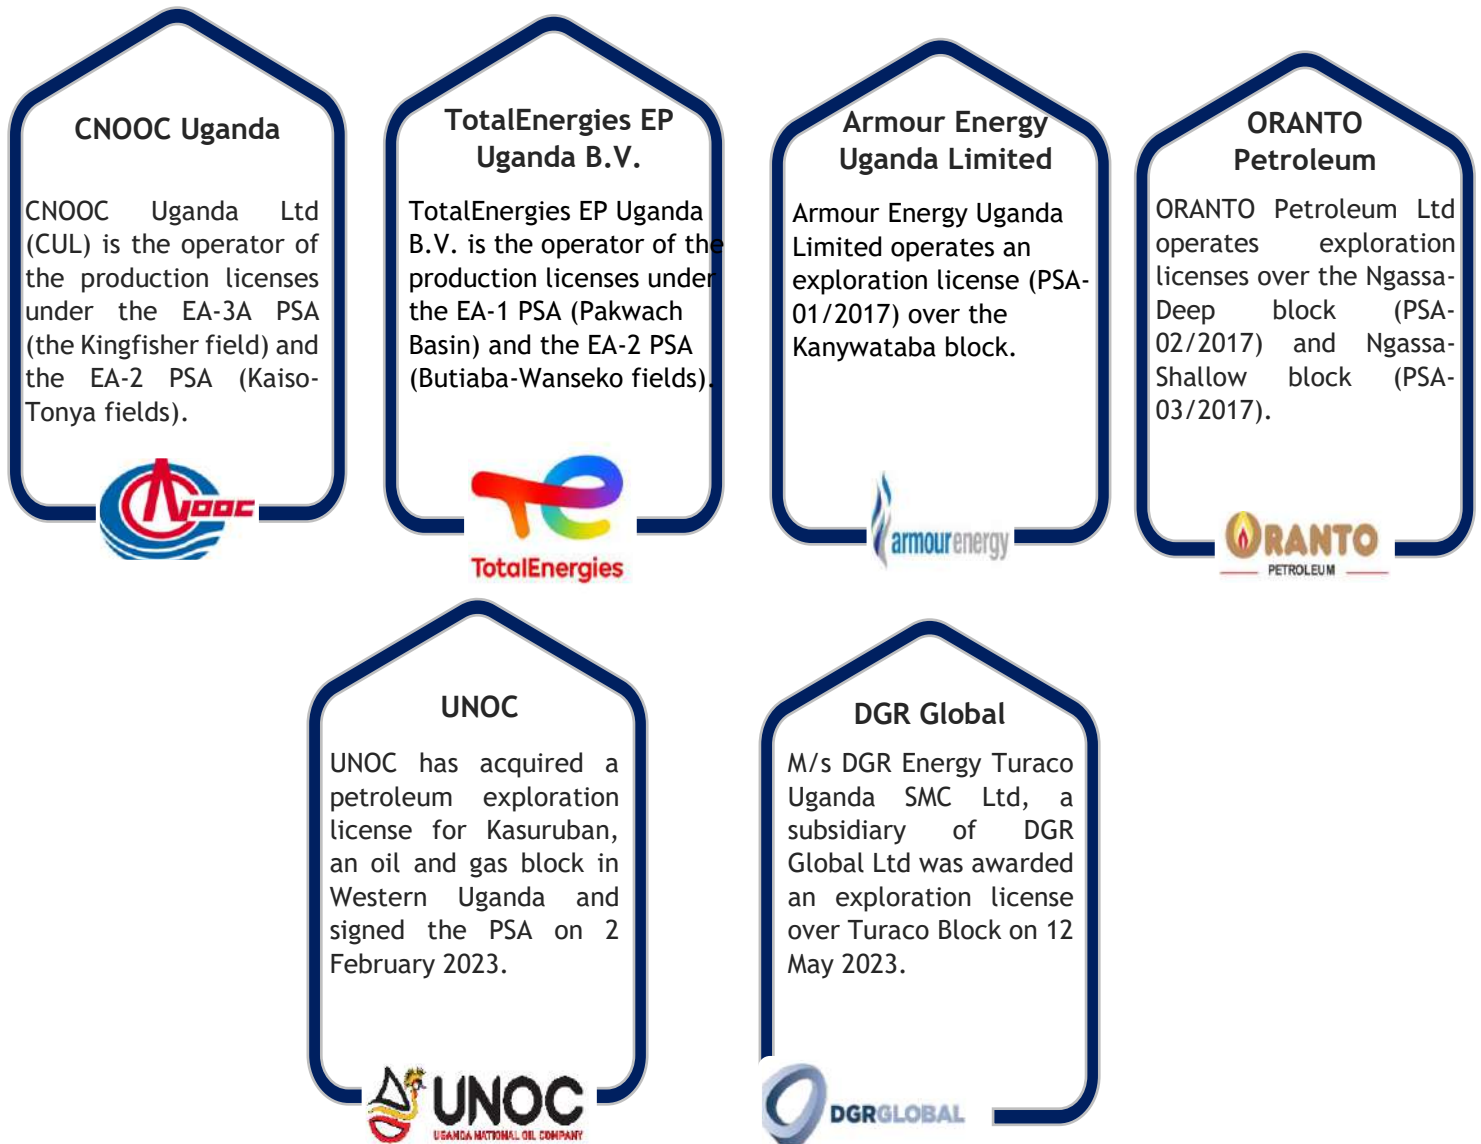 CNOOC Uganda
CNOOC Uganda Ltd
(CUL) is the operator of
the production licenses
under the EA-3A PSA
(the Kingfisher field) and
the EA-2 PSA (Kaiso-
Tonya fields).
CNOOC
TotalEnergies EP
Uganda B.V.
TotalEnergies EP Uganda
B.V. is the operator of the
production licenses under
the EA-1 PSA (Pakwach
Basin) and the EA-2 PSA
(Butiaba-Wanseko fields).
TotalEnergies
Armour Energy
Uganda Limited
Armour Energy Uganda
Limited operates an
exploration license (PSA-
01/2017) over the
Kanywataba block.
armourenergy
ORANTO
Petroleum
ORANTO Petroleum Ltd
operates exploration
licenses over the Ngassa-
Deep block (PSA-
02/2017) and Ngassa-
Shallow block (PSA-
03/2017).
ORANTO
PETROLEUM
UNOC
UNOC has acquired a
petroleum exploration
license for Kasuruban,
an oil and gas block in
Western Uganda and
signed the PSA on 2
February 2023.
UNOC
UGANDA NATIONAL OIL COMPANY
DGR Global
M/s DGR Energy Turaco
Uganda SMC Ltd, a
subsidiary of DGR
Global Ltd was awarded
an exploration license
over Turaco Block on 12
May 2023.
DGRGLOBAL